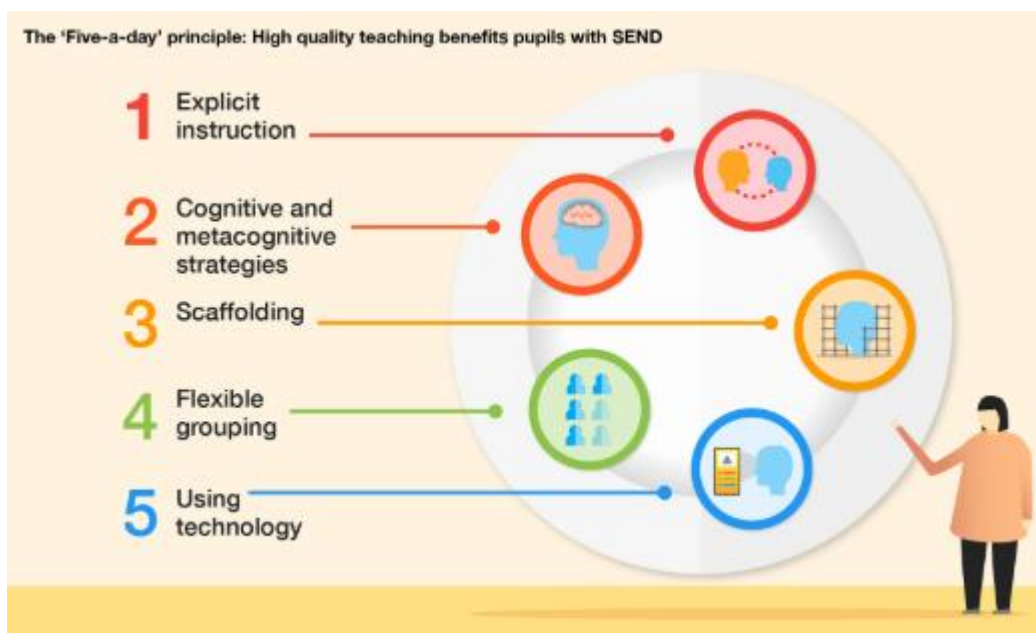 The ‘Five-a-day’ principle: High quality teaching benefits pupils with SEND
1
Explicit
instruction
2
Cognitive and
metacognitive
strategies
3
Scaffolding
4
Flexible
grouping
5
Using
technology